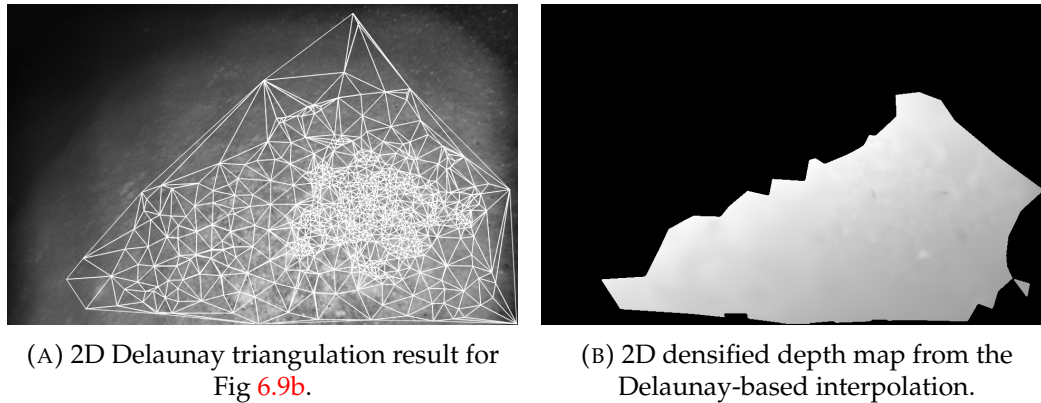 (A) 2D Delaunay triangulation result for
Fig 6.9b.
(B) 2D densified depth map from the
Delaunay-based interpolation.